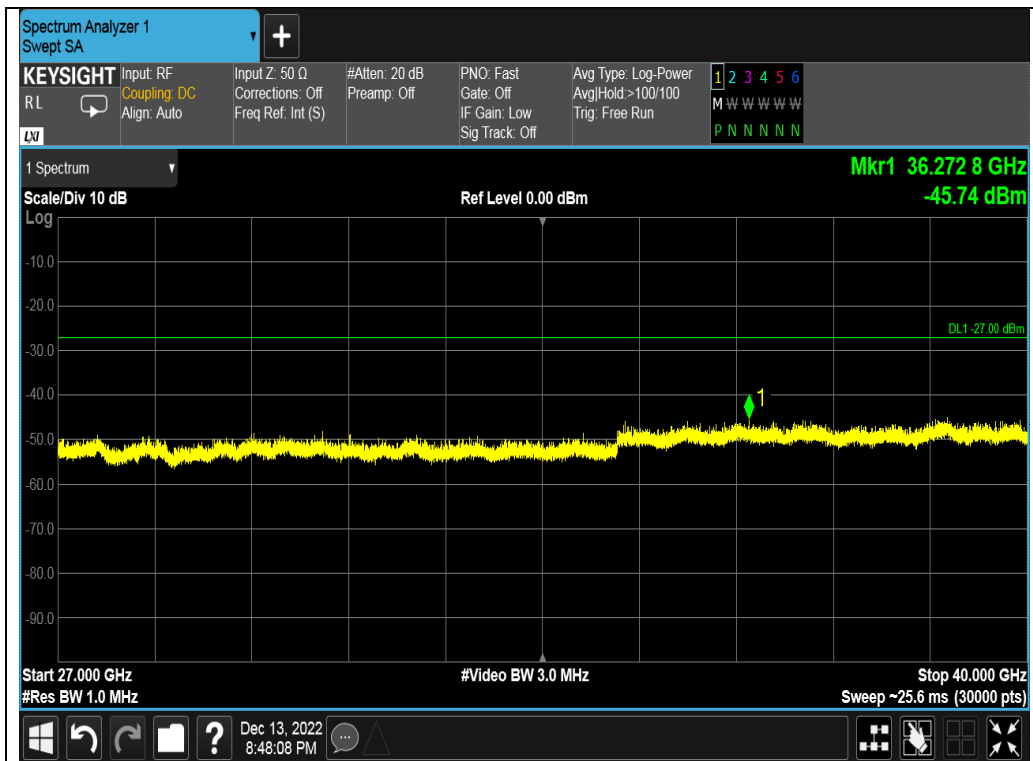 Spectrum Analyzer 1
Swept SA
+
KEYSIGHT
R L
LXI
Input: RF
Coupling: DC
Align: Auto
Input Z: 50 Ω
Corrections: Off
Freq Ref: Int (S)
#Atten: 20 dB
Preamp: Off
PNO: Fast
Gate: Off
IF Gain: Low
Sig Track: Off
Avg Type: Log-Power
Avg|Hold:>100/100
Trig: Free Run
1 2 3 4 5 6
M W W W W W
P N N N N N
1 Spectrum
Mkr1 36.272 8 GHz
-45.74 dBm
Scale/Div 10 dB
Ref Level 0.00 dBm
Log
-10.0
-20.0
DL1 -27.00 dBm
-30.0
-40.0
1
-50.0
-60.0
-70.0
-80.0
-90.0
Start 27.000 GHz
#Video BW 3.0 MHz
Stop 40.000 GHz
#Res BW 1.0 MHz
Sweep ~25.6 ms (30000 pts)
?
Dec 13, 2022
8:48:08 PM